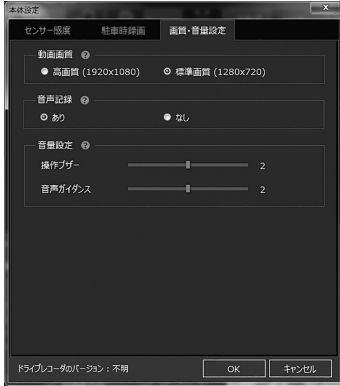 本体設定
センサー感度 駐車時録画 画質・音量設定
動画画質 ?
高画質 (1920x1080) 標準画質 (1280x720)
音声記録 ?
あり なし
音量設定 ?
操作ブザー 2
音声ガイダンス 2
ドライブレコーダのバージョン : 不明 OK キャンセル